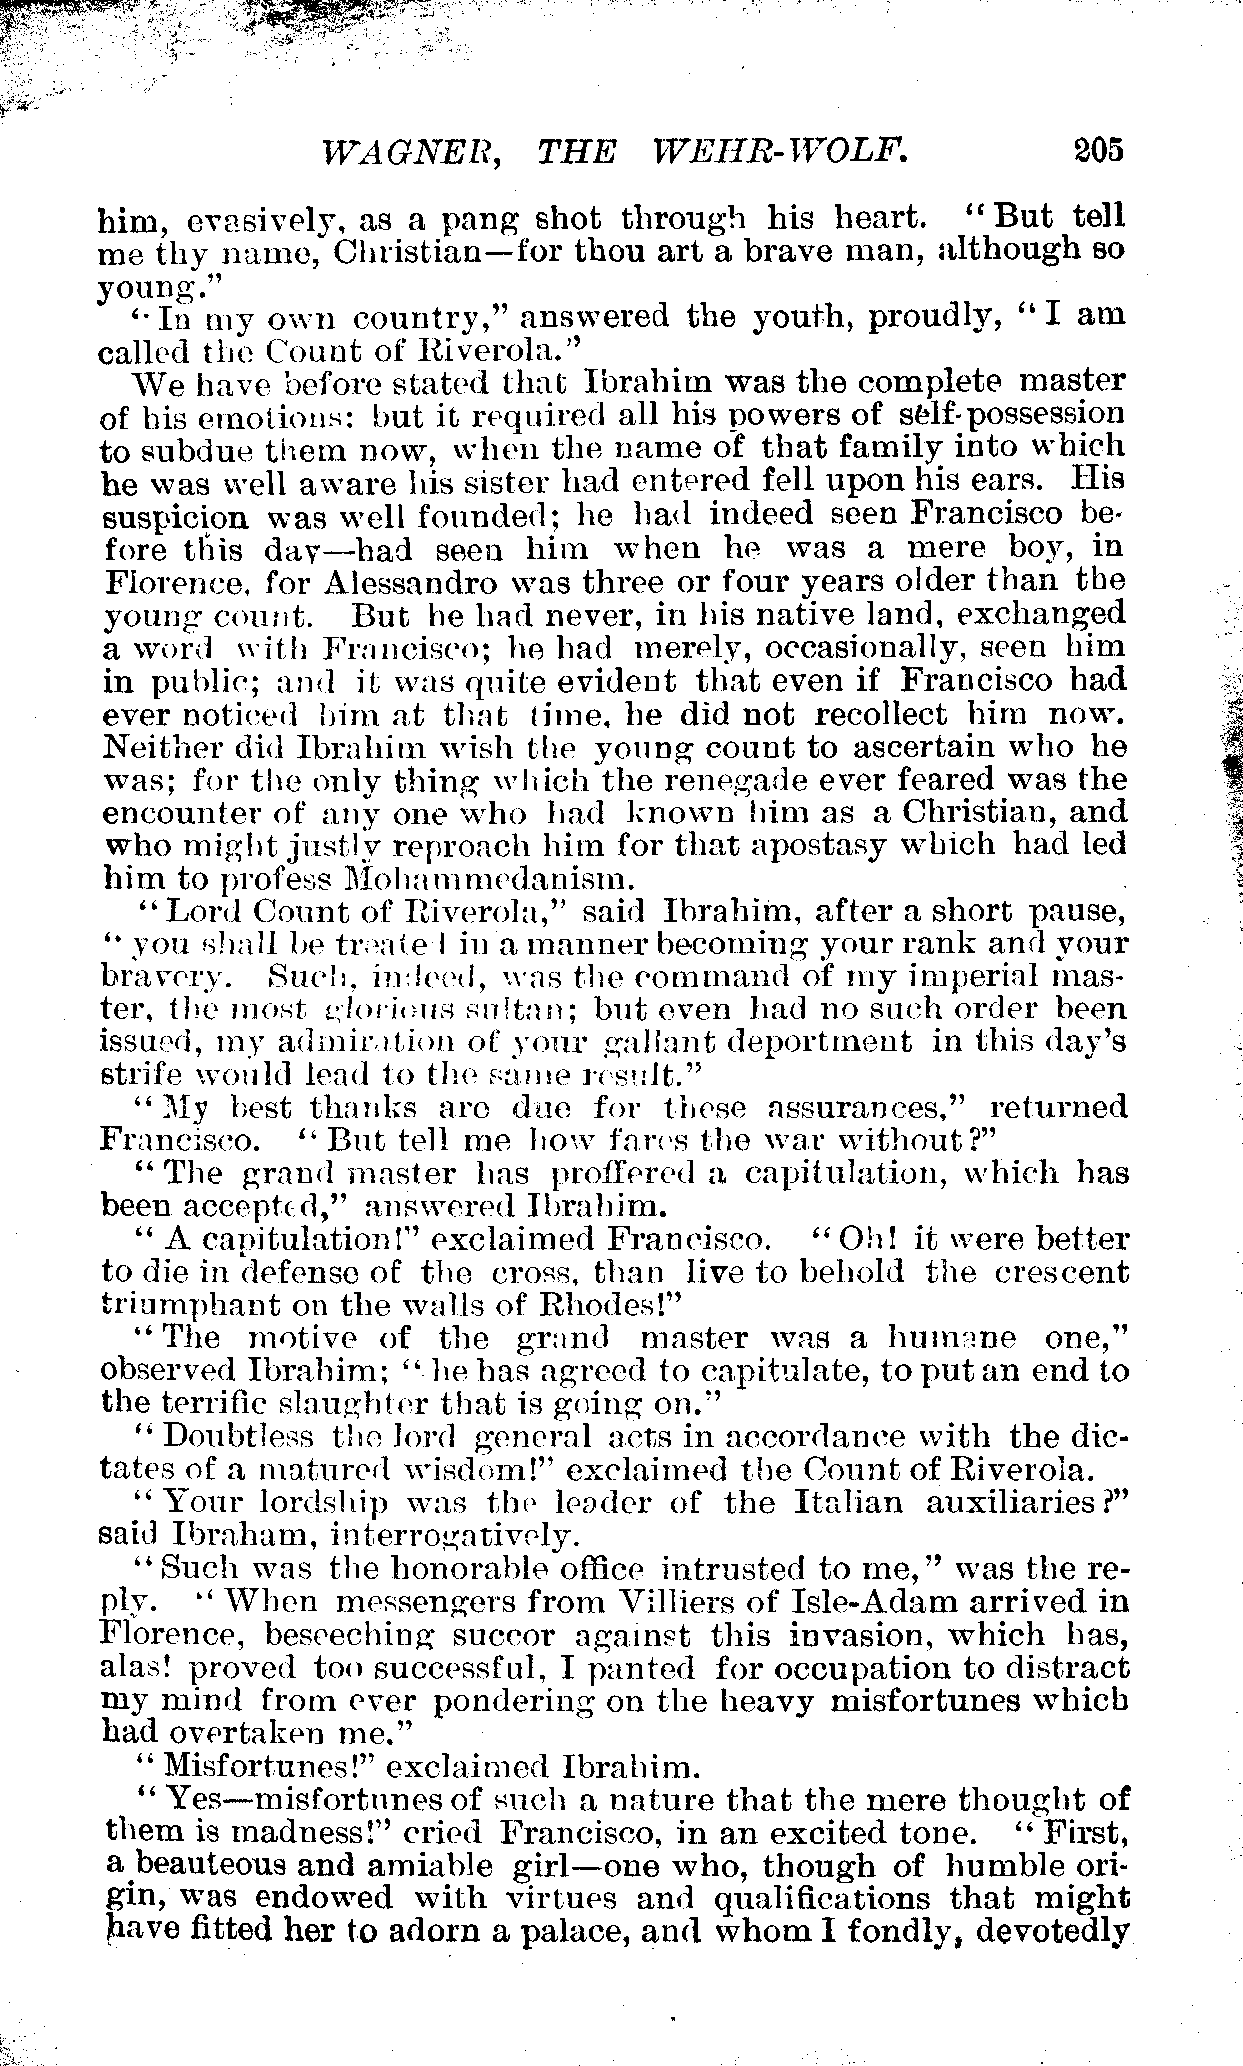 WAGNER, THE WEHR-WOLF. 205
him, evasively, as a pang shot through his heart. "But tell
me thy name, Christian—for thou art a brave man, although so
young."
"In my own country," answered the youth, proudly, "I am
called the Count of Riverola."
We have before stated that Ibrahim was the complete master
of his emotions: but it required all his powers of self-possession
to subdue them now, when the name of that family into which
he was well aware his sister had entered fell upon his ears. His
suspicion was well founded; he had indeed seen Francisco be-
fore this day—had seen him when he was a mere boy, in
Florence, for Alessandro was three or four years older than the
young count. But he had never, in his native land, exchanged
a word with Francisco; he had merely, occasionally, seen him
in public; and it was quite evident that even if Francisco had
ever noticed him at that time, he did not recollect him now.
Neither did Ibrahim wish the young count to ascertain who he
was; for the only thing which the renegade ever feared was the
encounter of any one who had known him as a Christian, and
who might justly reproach him for that apostasy which had led
him to profess Mohammedanism.
"Lord Count of Riverola," said Ibrahim, after a short pause,
"you shall be treated in a manner becoming your rank and your
bravery. Such, indeed, was the command of my imperial mas-
ter, the most glorious sultan; but even had no such order been
issued, my admiration of your gallant deportment in this day's
strife would lead to the same result."
"My best thanks are due for these assurances," returned
Francisco. "But tell me how fares the war without?"
"The grand master has proffered a capitulation, which has
been accepted," answered Ibrahim.
"A capitulation!" exclaimed Francisco. "Oh! it were better
to die in defense of the cross, than live to behold the crescent
triumphant on the walls of Rhodes!"
"The motive of the grand master was a humane one,"
observed Ibrahim; "he has agreed to capitulate, to put an end to
the terrific slaughter that is going on."
"Doubtless the lord general acts in accordance with the dic-
tates of a matured wisdom!" exclaimed the Count of Riverola.
"Your lordship was the leader of the Italian auxiliaries?"
said Ibraham, interrogatively.
"Such was the honorable office intrusted to me," was the re-
ply. "When messengers from Villiers of Isle-Adam arrived in
Florence, beseeching succor against this invasion, which has,
alas! proved too successful, I panted for occupation to distract
my mind from ever pondering on the heavy misfortunes which
had overtaken me."
"Misfortunes!" exclaimed Ibrahim.
"Yes—misfortunes of such a nature that the mere thought of
them is madness!" cried Francisco, in an excited tone. "First,
a beauteous and amiable girl—one who, though of humble ori-
gin, was endowed with virtues and qualifications that might
have fitted her to adorn a palace, and whom I fondly, devotedly